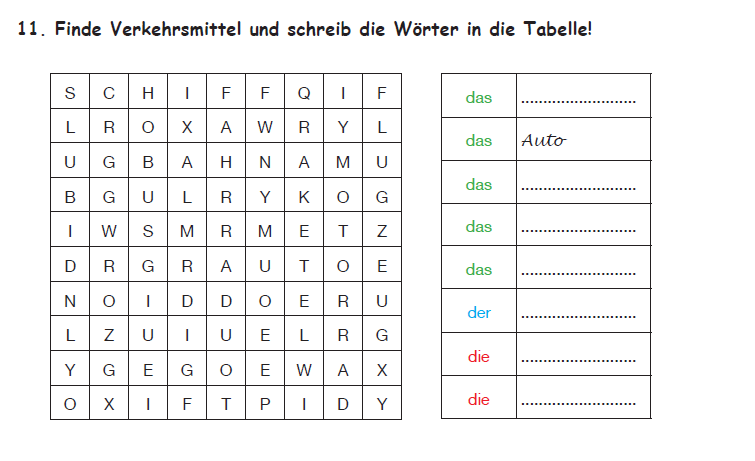 11. Finde Verkehrsmittel und schreib die Wörter in die Tabelle!
S C H I F F Q I F
L R O X A W R Y L
U G B A H N A M U
B G U L R Y K O G
I W S M R M E T Z
D R G R A U T O E
N O I D D O E R U
L Z U I U E L R G
Y G E G O E W A X
O X I F T P I D Y
das ..........................
das Auto
das ..........................
das ..........................
das ..........................
der ..........................
die ..........................
die ..........................